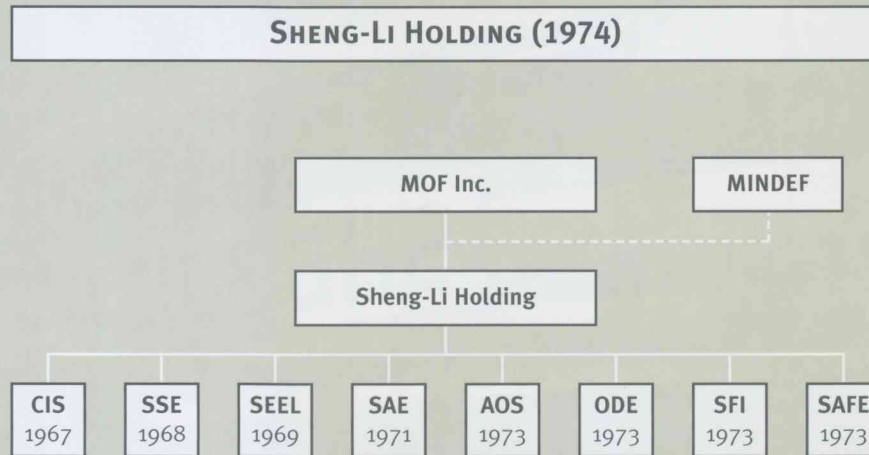 SHENG-LI HOLDING (1974)
MOF Inc.
MINDEF
Sheng-Li Holding
CIS
1967
SSE
1968
SEEL
1969
SAE
1971
AOS
1973
ODE
1973
SFI
1973
SAFE
1973